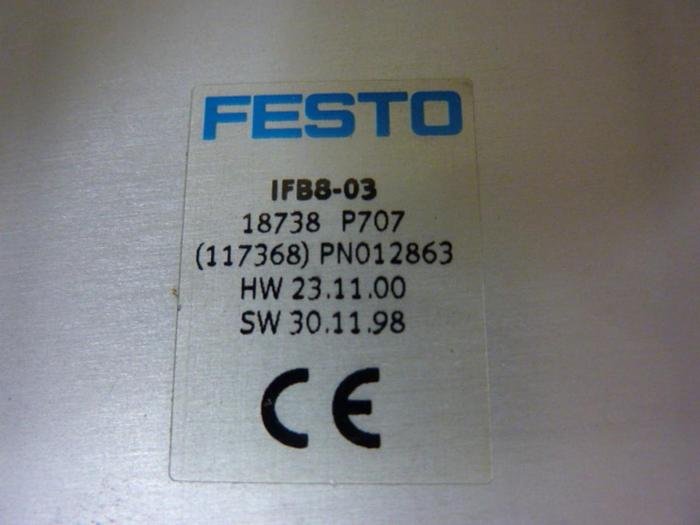 FESTO
IFB8-03
18738 P707
(117368) PN012863
HW 23.11.00
SW 30.11.98
CE